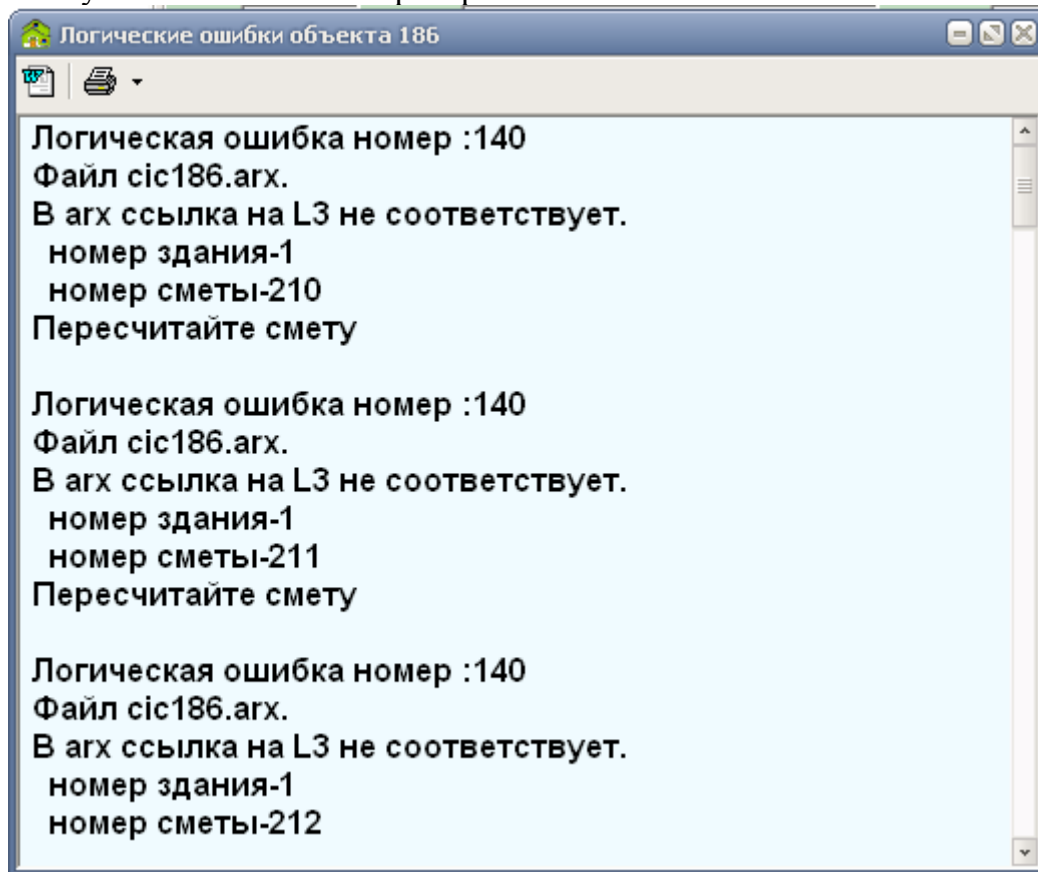 Логические ошибки объекта 186
Логическая ошибка номер :140
Файл cic186.arx.
В arx ссылка на L3 не соответствует.
номер здания-1
номер сметы-210
Пересчитайте смету
Логическая ошибка номер :140
Файл cic186.arx.
В arx ссылка на L3 не соответствует.
номер здания-1
номер сметы-211
Пересчитайте смету
Логическая ошибка номер :140
Файл cic186.arx.
В arx ссылка на L3 не соответствует.
номер здания-1
номер сметы-212